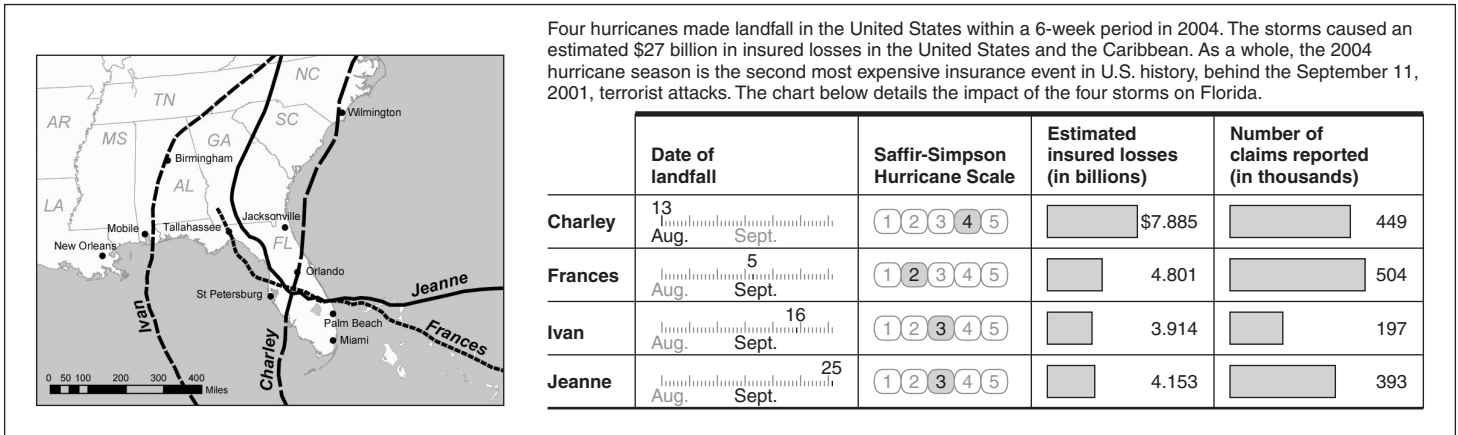 Four hurricanes made landfall in the United States within a 6-week period in 2004. The storms caused an
estimated $27 billion in insured losses in the United States and the Caribbean. As a whole, the 2004
hurricane season is the second most expensive insurance event in U.S. history, behind the September 11,
2001, terrorist attacks. The chart below details the impact of the four storms on Florida.
NC
TN
Wilmington
AR
SC
MS
GA
Birmingham
AL
LA
Jacksonville
Mobile
Tallahassee
FL
New Orleans
Orlando
Jeanne
St Petersburg
Ivan
Palm Beach
Frances
Miami
Charley
0 50 100 200 300 400
Miles
Date of
landfall
Saffir-Simpson
Hurricane Scale
Estimated
insured losses
(in billions)
Number of
claims reported
(in thousands)
Charley
13
Aug. Sept.
1 2 3 4 5
$7.885
449
Frances
5
Aug. Sept.
1 2 3 4 5
4.801
504
Ivan
16
Aug. Sept.
1 2 3 4 5
3.914
197
Jeanne
25
Aug. Sept.
1 2 3 4 5
4.153
393